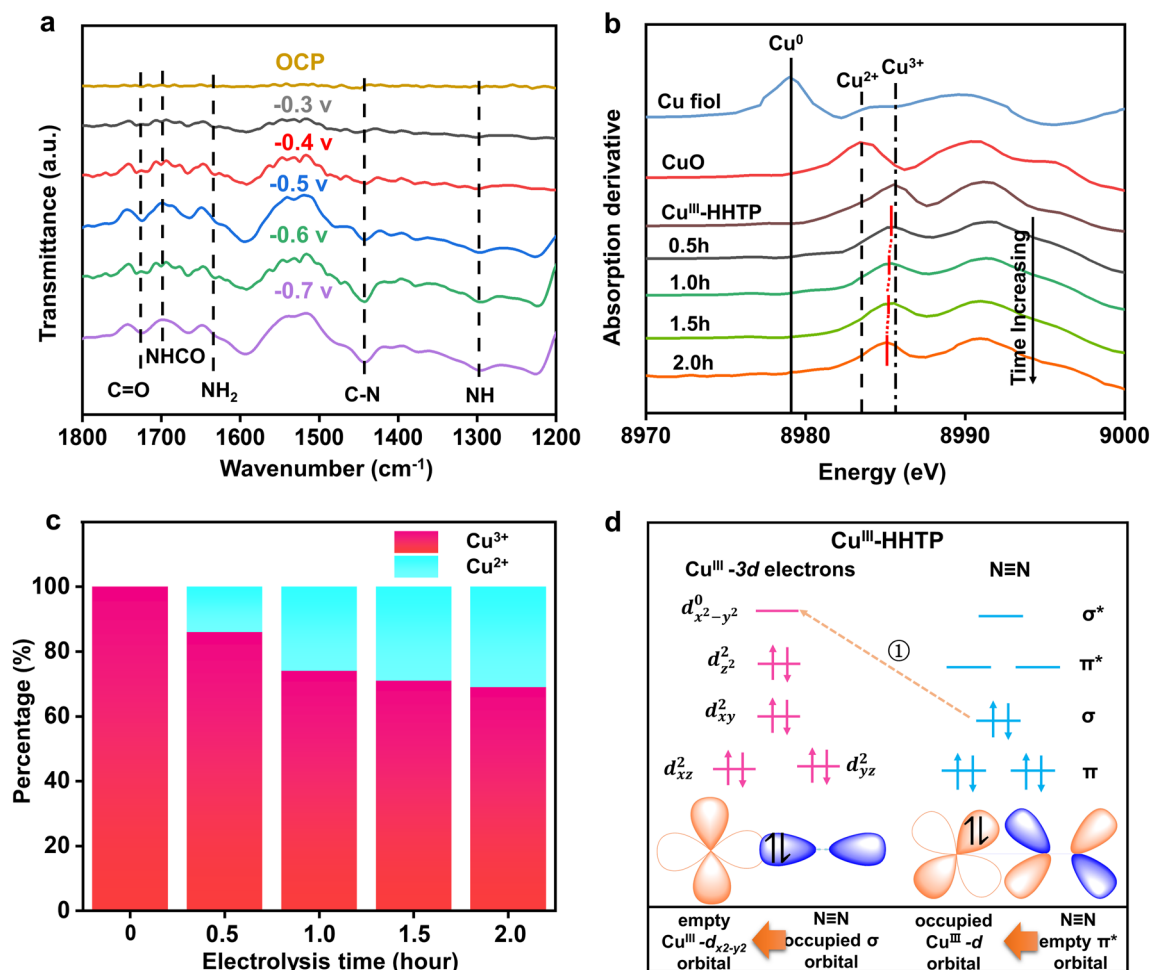 a
OCP
-0.3 v
-0.4 v
-0.5 v
-0.6 v
-0.7 v
NHCO
C=O
NH₂
C-N
NH
1800
1700
1600
1500
1400
1300
1200
Wavenumber (cm⁻¹)
Transmittance (a.u.)
b
Cu⁰
Cu²⁺
Cu³⁺
Cu fiol
CuO
Cuᴵᴵᴵ-HHTP
0.5h
1.0h
1.5h
2.0h
Time Increasing
8970
8980
8990
9000
Energy (eV)
Absorption derivative
c
Cu³⁺
Cu²⁺
100
80
60
40
20
0
0
0.5
1.0
1.5
2.0
Electrolysis time (hour)
Percentage (%)
d
Cuᴵᴵᴵ-HHTP
Cuᴵᴵᴵ -3d electrons
N≡N
d⁰x²−y²
σ*
d²z²
①
π*
d²xy
σ
d²xz
d²yz
π
empty
Cuᴵᴵᴵ -dx2-y2
orbital
N≡N
occupied σ
orbital
occupied
Cuᴵᴵᴵ -d
orbital
N≡N
empty π*
orbital